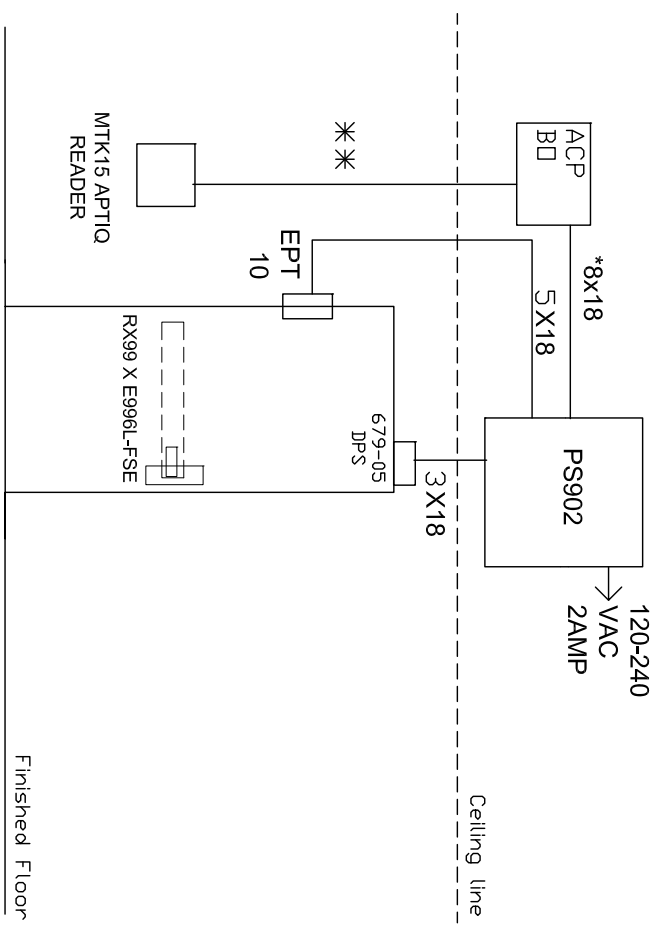 120-240
VAC
2AMP
ACP
BD
*8x18
PS902
5X18
3X18
Ceiling line
**
EPT
10
679-05
DPS
MTK15 APTIQ
READER
RX99 X E996L-FSE
Finished Floor